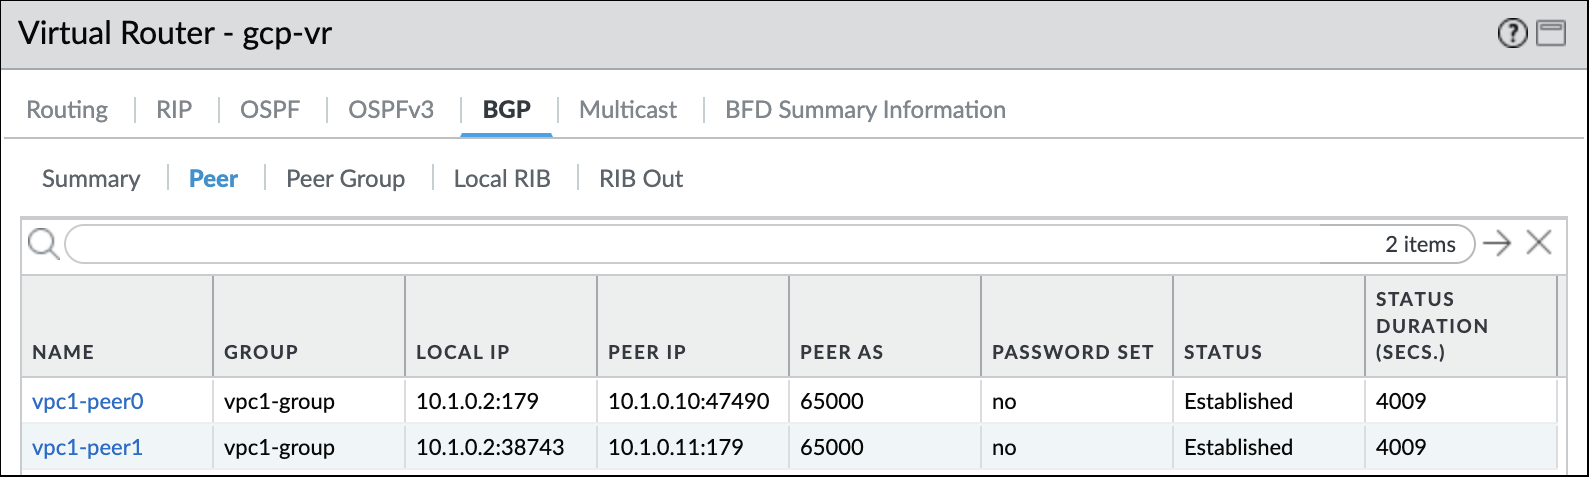 Virtual Router - gcp-vr
Routing RIP OSPF OSPFv3 BGP Multicast BFD Summary Information
Summary Peer Peer Group Local RIB RIB Out
2 items
NAME GROUP LOCAL IP PEER IP PEER AS PASSWORD SET STATUS STATUS DURATION (SECS.)
vpc1-peer0 vpc1-group 10.1.0.2:179 10.1.0.10:47490 65000 no Established 4009
vpc1-peer1 vpc1-group 10.1.0.2:38743 10.1.0.11:179 65000 no Established 4009